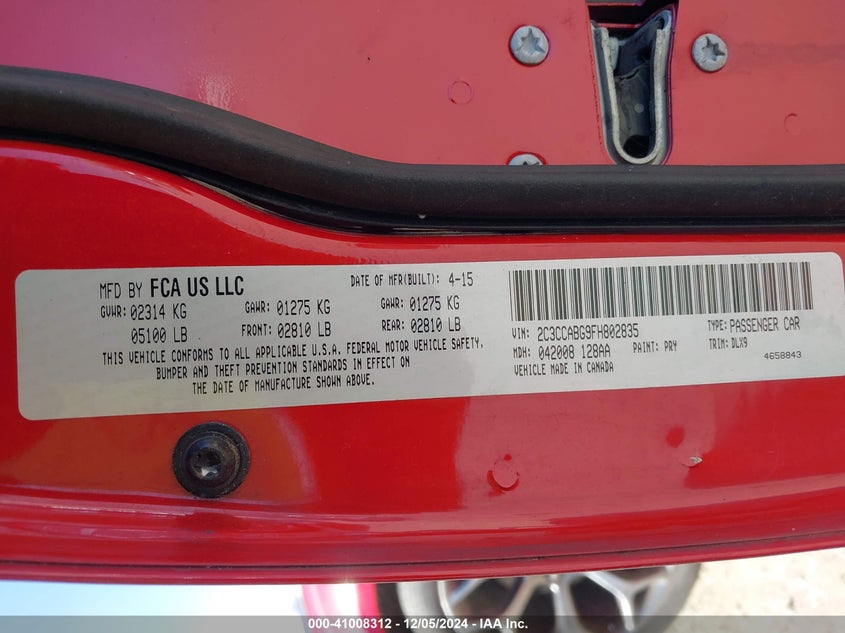 MFD BY FCA US LLC
DATE OF MFR(BUILT): 4-15
GVWR: 02314 KG GAWR: 01275 KG GAWR: 01275 KG
05100 LB FRONT: 02810 LB REAR: 02810 LB
THIS VEHICLE CONFORMS TO ALL APPLICABLE U.S.A. FEDERAL MOTOR VEHICLE SAFETY,
BUMPER AND THEFT PREVENTION STANDARDS IN EFFECT ON
THE DATE OF MANUFACTURE SHOWN ABOVE.
VIN: 2C3CCABG9FH802835 TYPE: PASSENGER CAR
MDH: 042008 128AA PAINT: PRY TRIM: DLX9
VEHICLE MADE IN CANADA 4658843
000-41008312 - 12/05/2024 - IAA Inc.